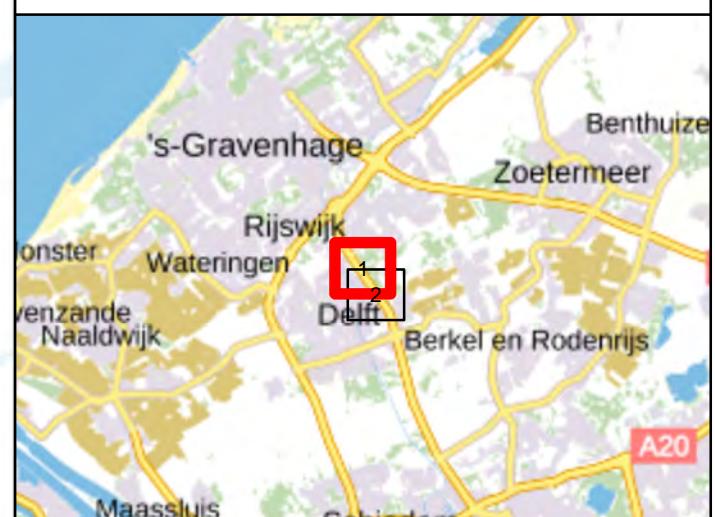 Benthuize
's-Gravenhage
Zoetermeer
Rijswijk
onster
Wateringen
1
2
venzande
Delft
Naaldwijk
Berkel en Rodenrijs
A20
Maassluis